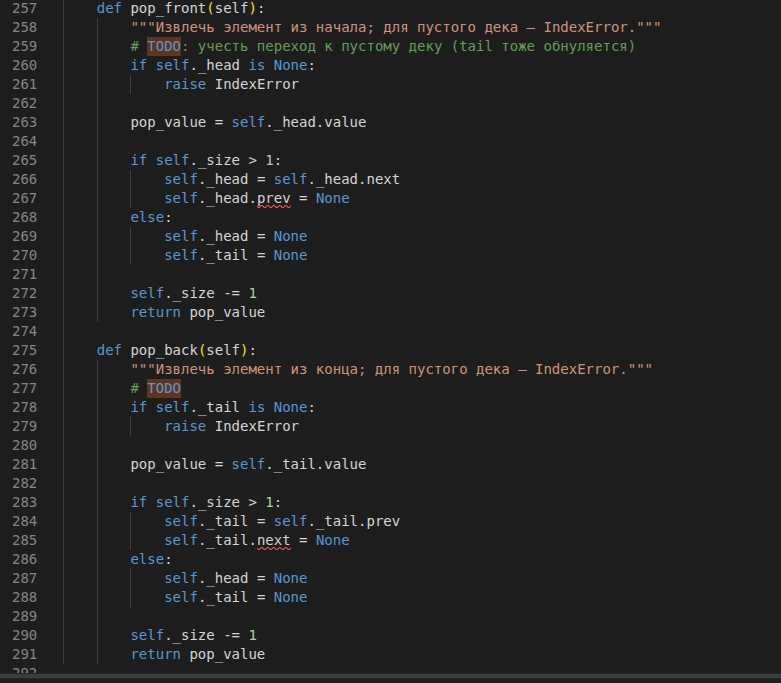 257 def pop_front(self):
258 """Извлечь элемент из начала; для пустого дека — IndexError."""
259 # TODO: учесть переход к пустому деку (tail тоже обнуляется)
260 if self._head is None:
261 raise IndexError
262
263 pop_value = self._head.value
264
265 if self._size > 1:
266 self._head = self._head.next
267 self._head.prev = None
268 else:
269 self._head = None
270 self._tail = None
271
272 self._size -= 1
273 return pop_value
274
275 def pop_back(self):
276 """Извлечь элемент из конца; для пустого дека — IndexError."""
277 # TODO
278 if self._tail is None:
279 raise IndexError
280
281 pop_value = self._tail.value
282
283 if self._size > 1:
284 self._tail = self._tail.prev
285 self._tail.next = None
286 else:
287 self._head = None
288 self._tail = None
289
290 self._size -= 1
291 return pop_value
292